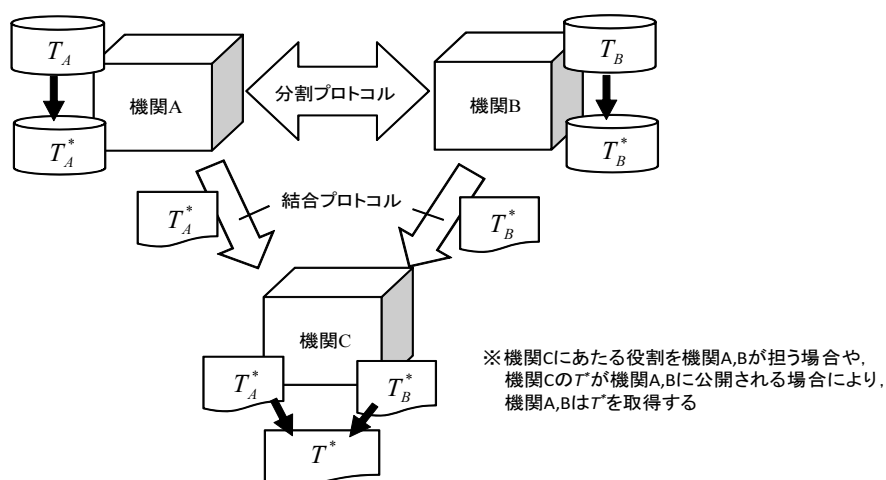 T_A
T_B
機関A
分割プロトコル
機関B
T_A^*
T_B^*
結合プロトコル
T_A^*
T_B^*
機関C
T_A^*
T_B^*
T^*
※機関Cにあたる役割を機関A,Bが担う場合や,
機関CのT*が機関A,Bに公開される場合により,
機関A,BはT*を取得する